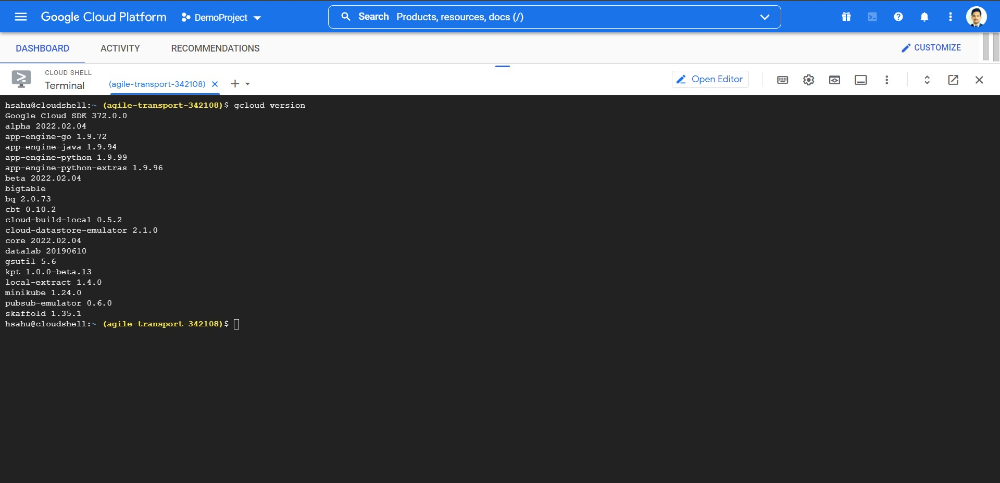 Google Cloud Platform DemoProject Search Products, resources, docs (/)
DASHBOARD ACTIVITY RECOMMENDATIONS CUSTOMIZE
CLOUD SHELL
Terminal (agile-transport-342108) Open Editor
hsahu@cloudshell:~ (agile-transport-342108)$ gcloud version
Google Cloud SDK 372.0.0
alpha 2022.02.04
app-engine-go 1.9.72
app-engine-java 1.9.94
app-engine-python 1.9.99
app-engine-python-extras 1.9.96
beta 2022.02.04
bigtable
bq 2.0.73
cbt 0.10.2
cloud-build-local 0.5.2
cloud-datastore-emulator 2.1.0
core 2022.02.04
datalab 20190610
gsutil 5.6
kpt 1.0.0-beta.13
local-extract 1.4.0
minikube 1.24.0
pubsub-emulator 0.6.0
skaffold 1.35.1
hsahu@cloudshell:~ (agile-transport-342108)$